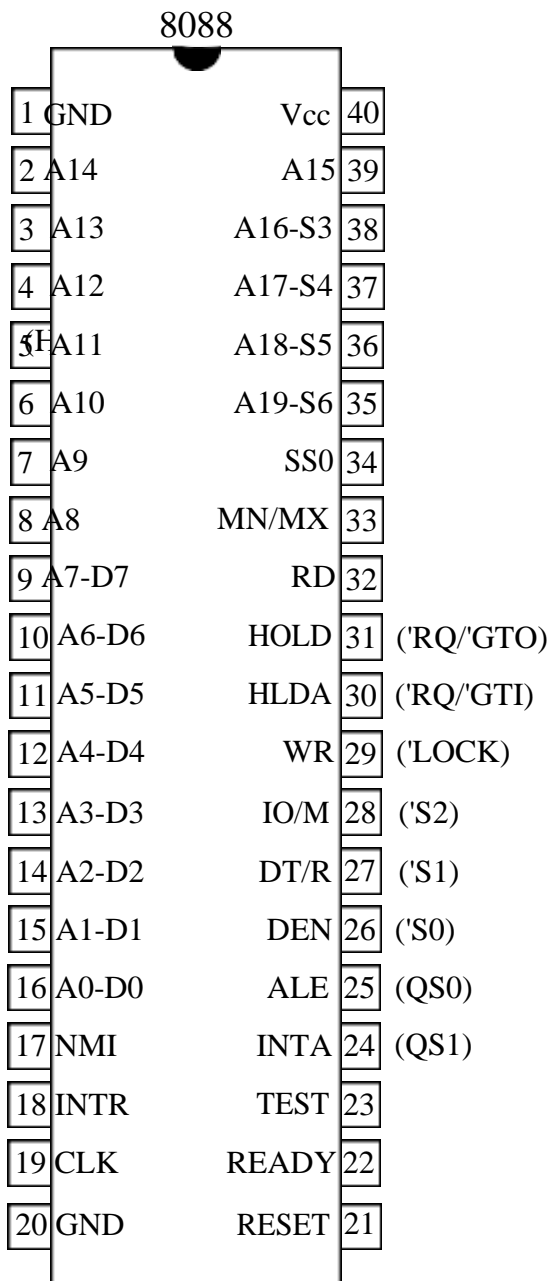 8088
1 GND Vcc 40
2 A14 A15 39
3 A13 A16-S3 38
4 A12 A17-S4 37
5 (H A11 A18-S5 36
6 A10 A19-S6 35
7 A9 SS0 34
8 A8 MN/MX 33
9 A7-D7 RD 32
10 A6-D6 HOLD 31 ('RQ/'GTO)
11 A5-D5 HLDA 30 ('RQ/'GTI)
12 A4-D4 WR 29 ('LOCK)
13 A3-D3 IO/M 28 ('S2)
14 A2-D2 DT/R 27 ('S1)
15 A1-D1 DEN 26 ('S0)
16 A0-D0 ALE 25 (QS0)
17 NMI INTA 24 (QS1)
18 INTR TEST 23
19 CLK READY 22
20 GND RESET 21